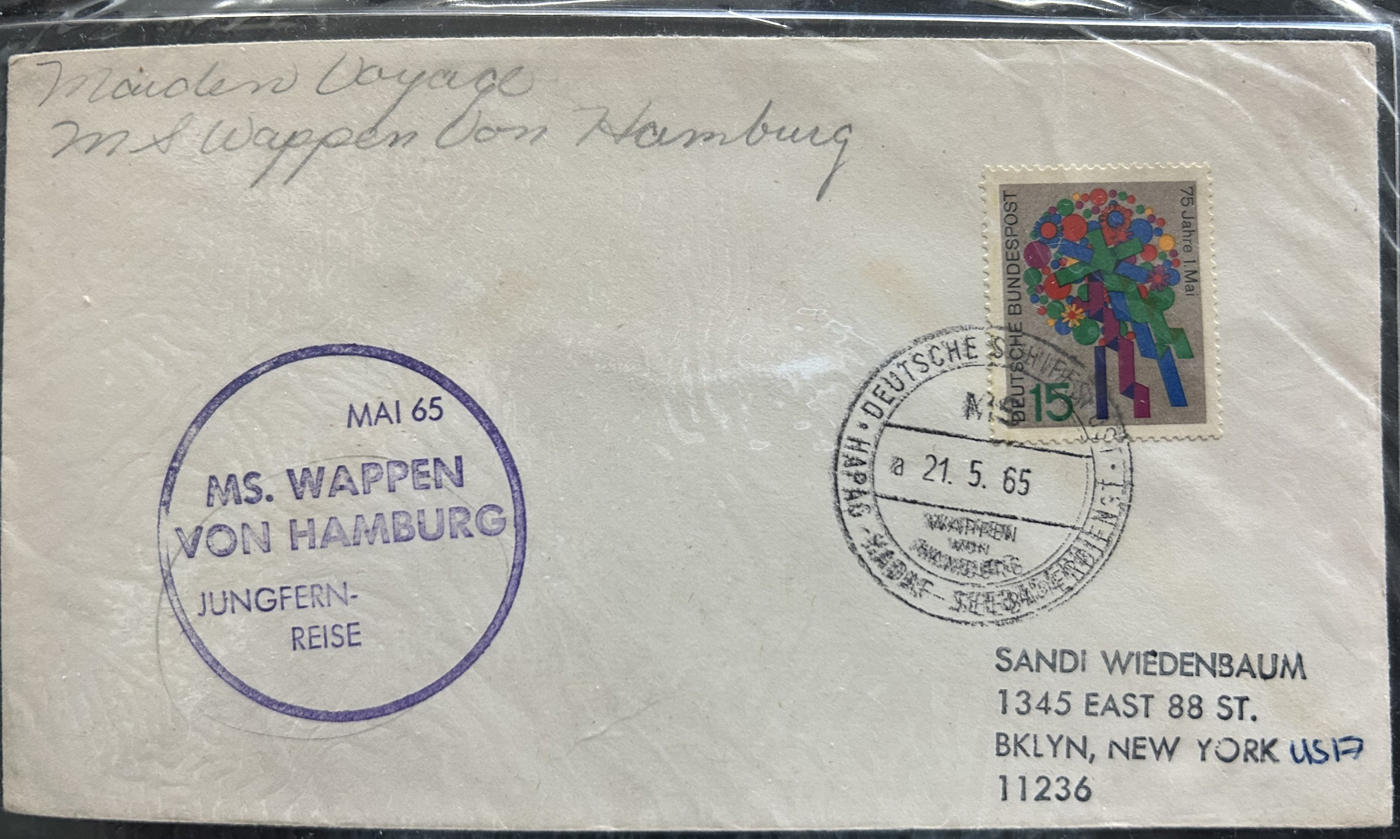 Maiden Voyage
MS Wappen Von Hamburg
DEUTSCHE BUNDESPOST
75 Jahre 1. Mai
15
MAI 65
MS. WAPPEN
VON HAMBURG
JUNGFERN-
REISE
DEUTSCHE SCHIFFSPOST
MS
a 21. 5. 65
WAPPEN
VON
HAMBURG
HAPAG - HADAG SEEBÄDERDIENST
SANDI WIEDENBAUM
1345 EAST 88 ST.
BKLYN, NEW YORK USA
11236